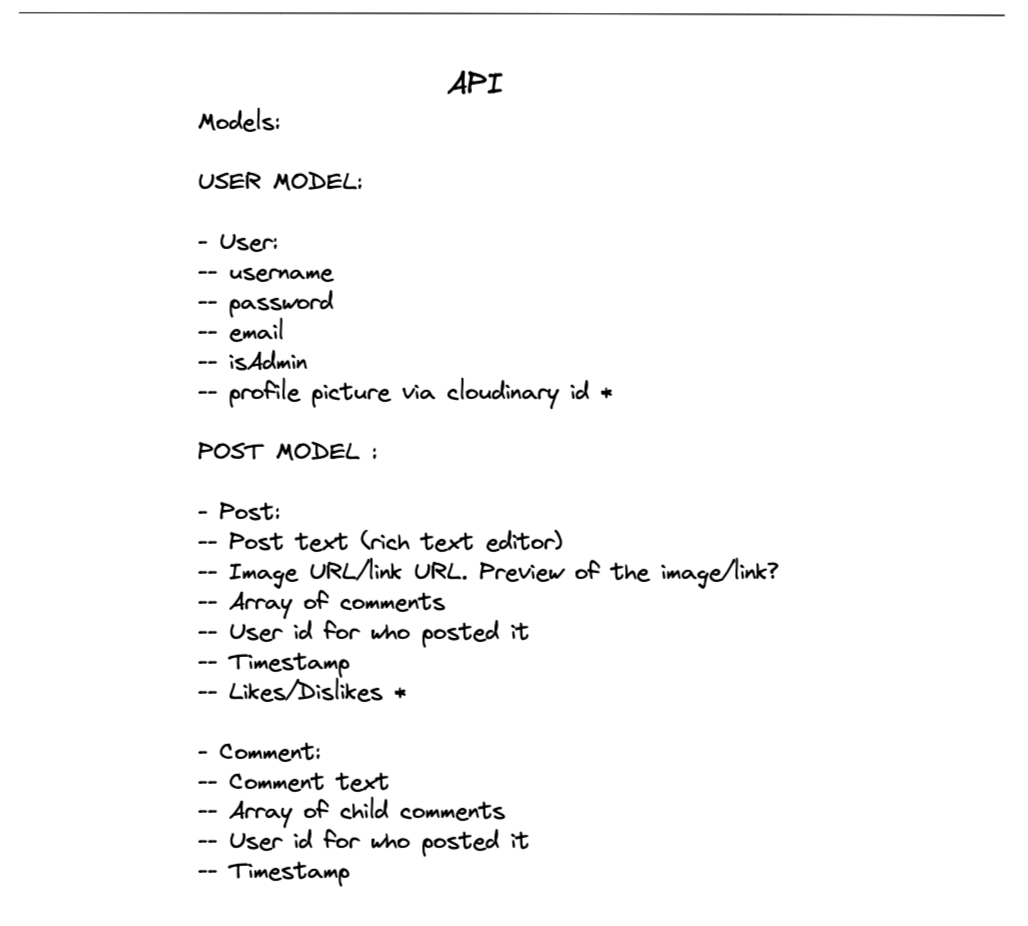 API
Models:
USER MODEL:
- User:
-- username
-- password
-- email
-- isAdmin
-- profile picture via cloudinary id *
POST MODEL :
- Post:
-- Post text (rich text editor)
-- Image URL/link URL. Preview of the image/link?
-- Array of comments
-- User id for who posted it
-- Timestamp
-- Likes/Dislikes *
- Comment:
-- Comment text
-- Array of child comments
-- User id for who posted it
-- Timestamp